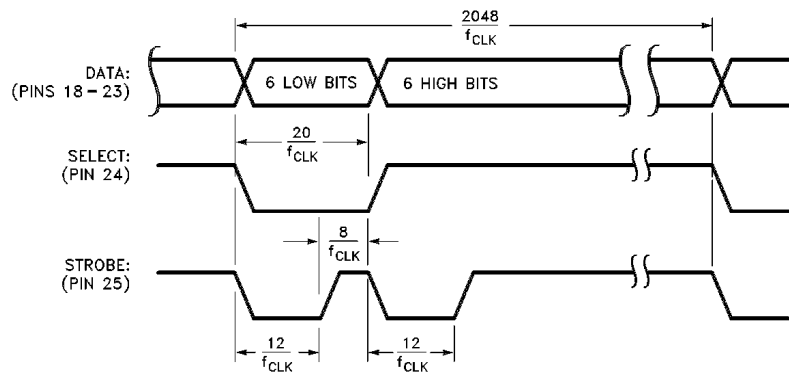 2048
fCLK
DATA:
(PINS 18 – 23)
6 LOW BITS
6 HIGH BITS
20
fCLK
SELECT:
(PIN 24)
8
fCLK
STROBE:
(PIN 25)
12
fCLK
12
fCLK